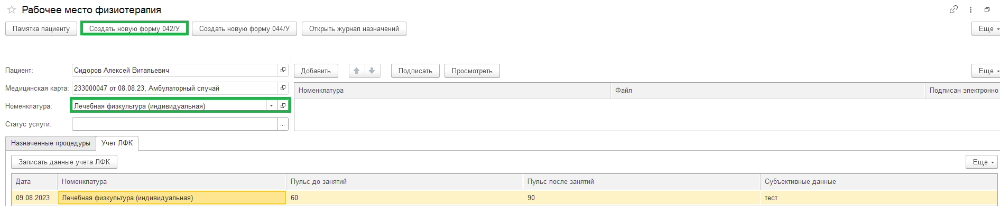 Рабочее место физиотерапия
Памятка пациенту Создать новую форму 042/У Создать новую форму 044/У Открыть журнал назначений Еще
Пациент: Сидоров Алексей Витальевич Добавить Подписать Просмотреть Еще
Медицинская карта: 233000047 от 08.08.23, Амбулаторный случай Номенклатура Файл Подписан электронно
Номенклатура: Лечебная физкультура (индивидуальная)
Статус услуги: ...
Назначенные процедуры Учет ЛФК
Записать данные учета ЛФК Еще
Дата Номенклатура Пульс до занятий Пульс после занятий Субъективные данные
09.08.2023 Лечебная физкультура (индивидуальная) 60 90 тест